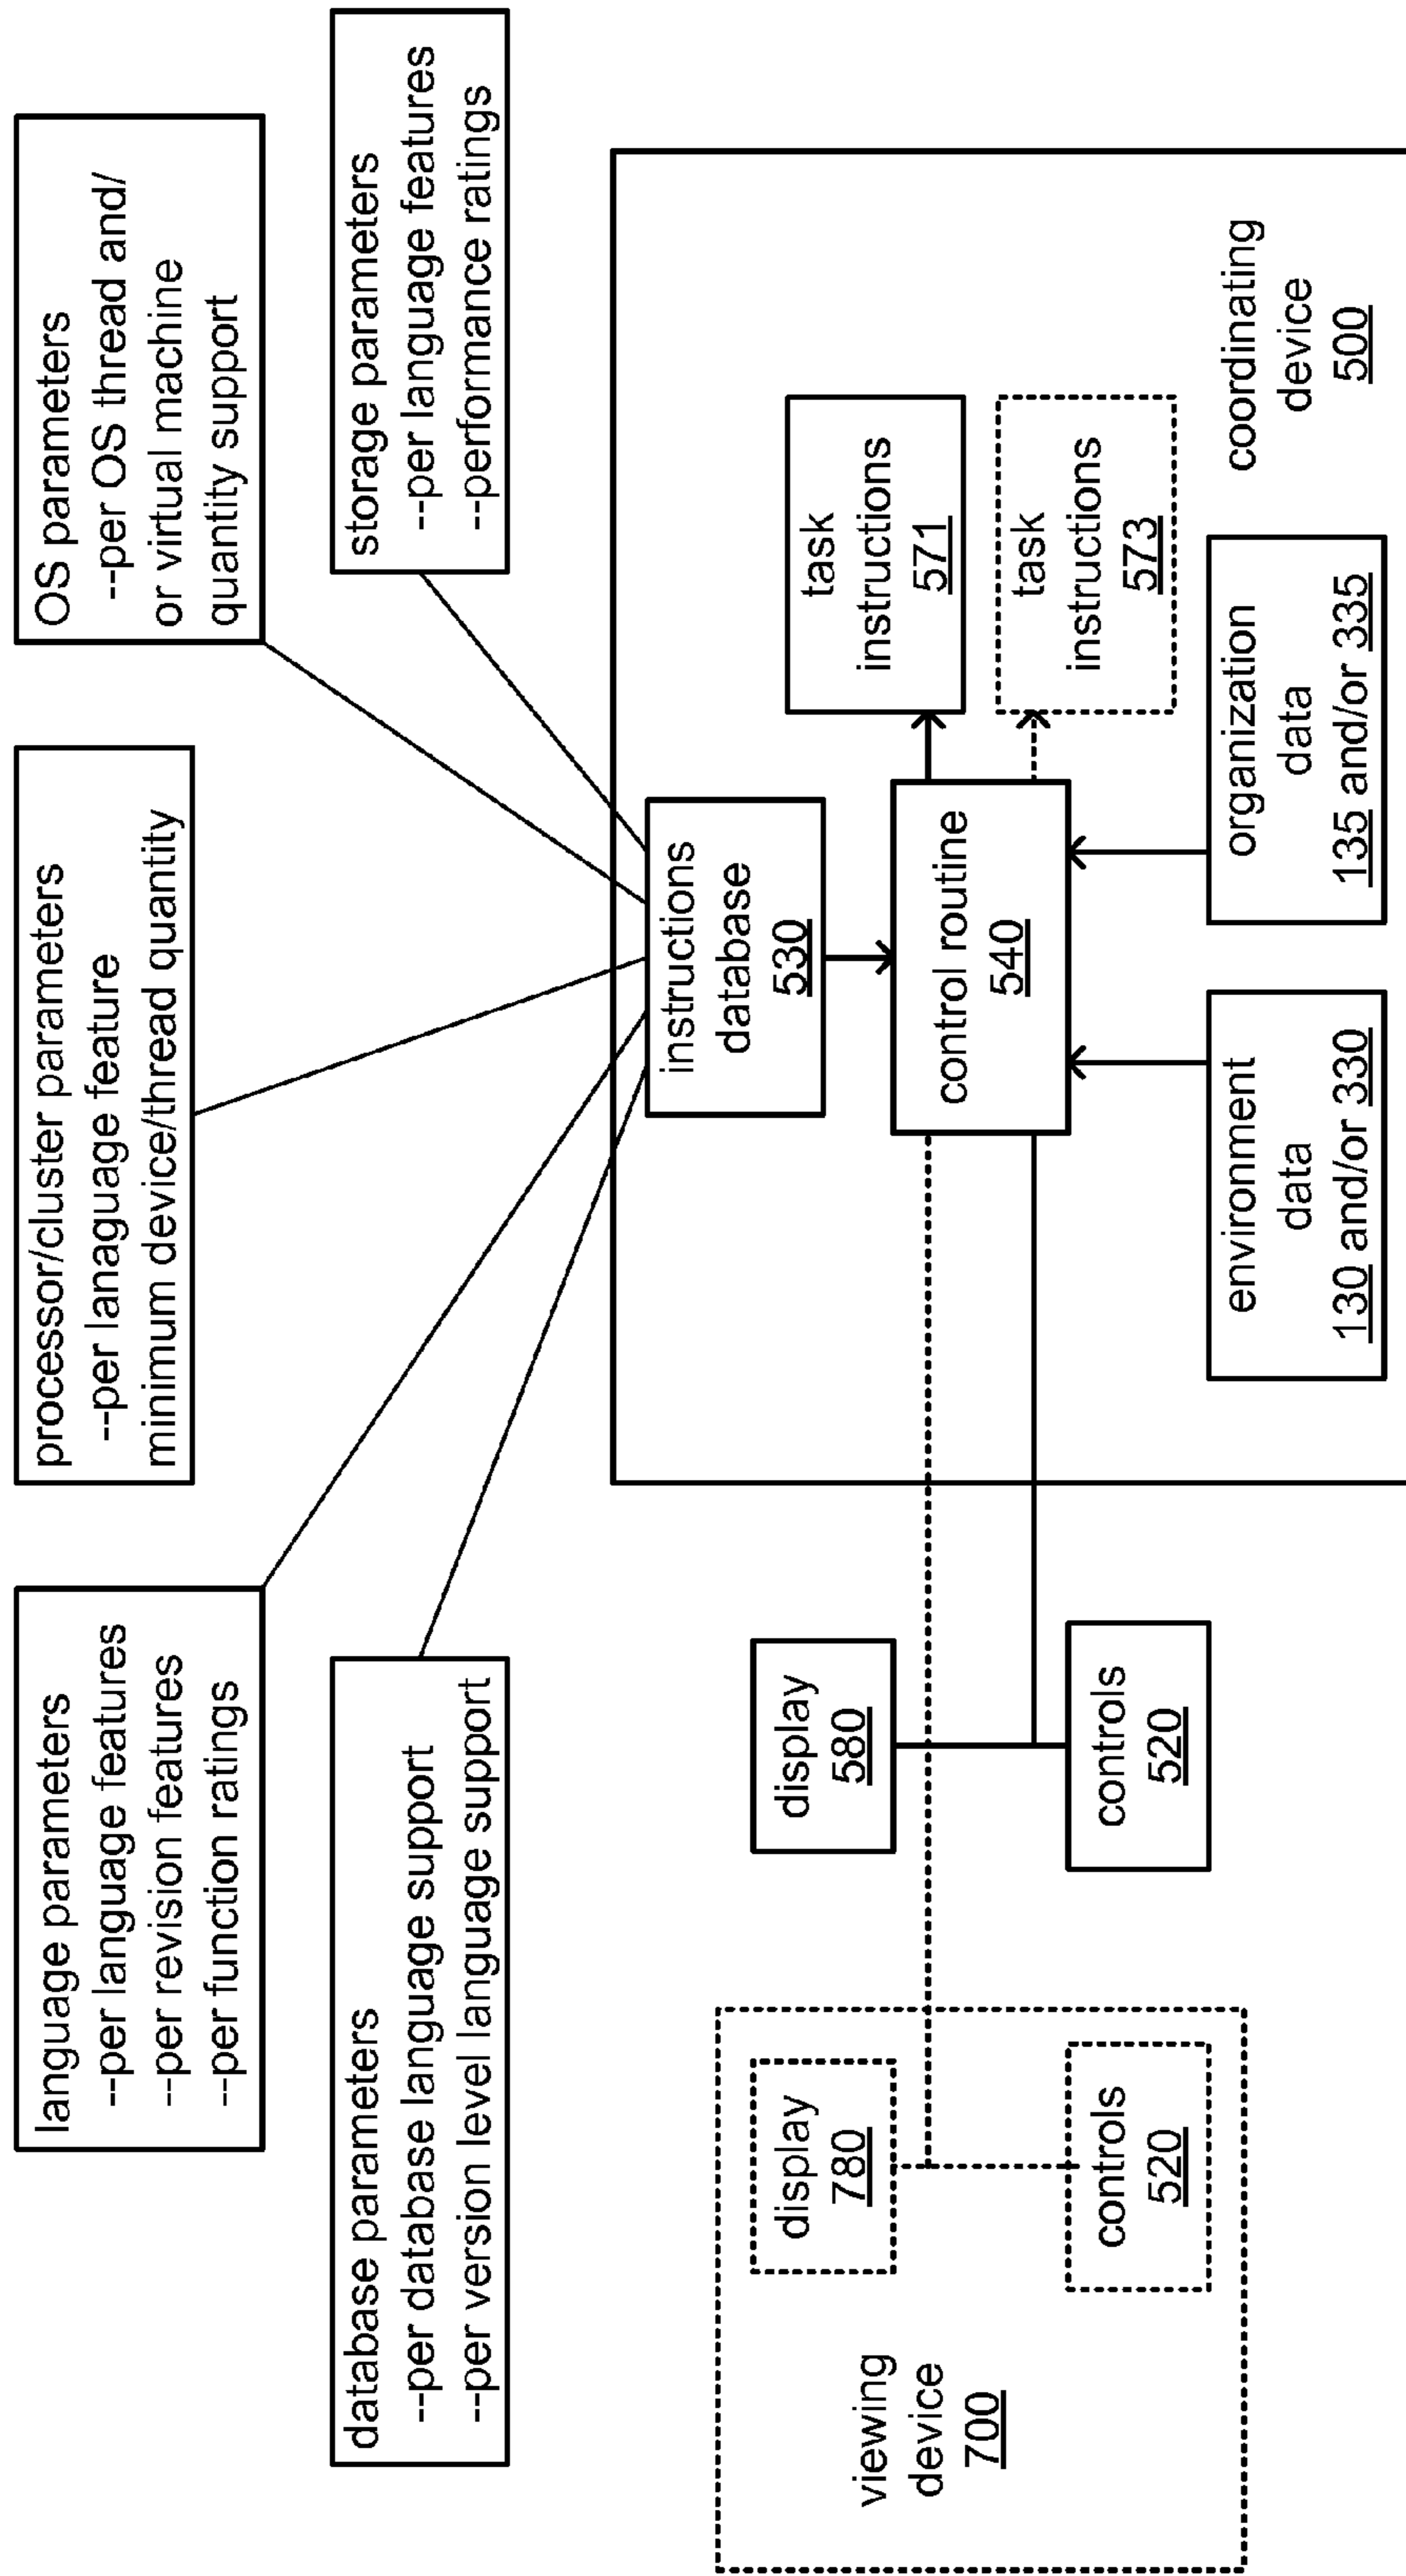 language parameters
--per language features
--per revision features
--per function ratings
processor/cluster parameters
--per lanaguage feature
minimum device/thread quantity
OS parameters
--per OS thread and/
or virtual machine
quantity support
database parameters
--per database language support
--per version level language support
storage parameters
--per language features
--performance ratings
viewing
device
700
display
780
controls
520
display
580
controls
520
instructions
database
530
control routine
540
task
instructions
571
task
instructions
573
environment
data
130 and/or 330
organization
data
135 and/or 335
coordinating
device
500